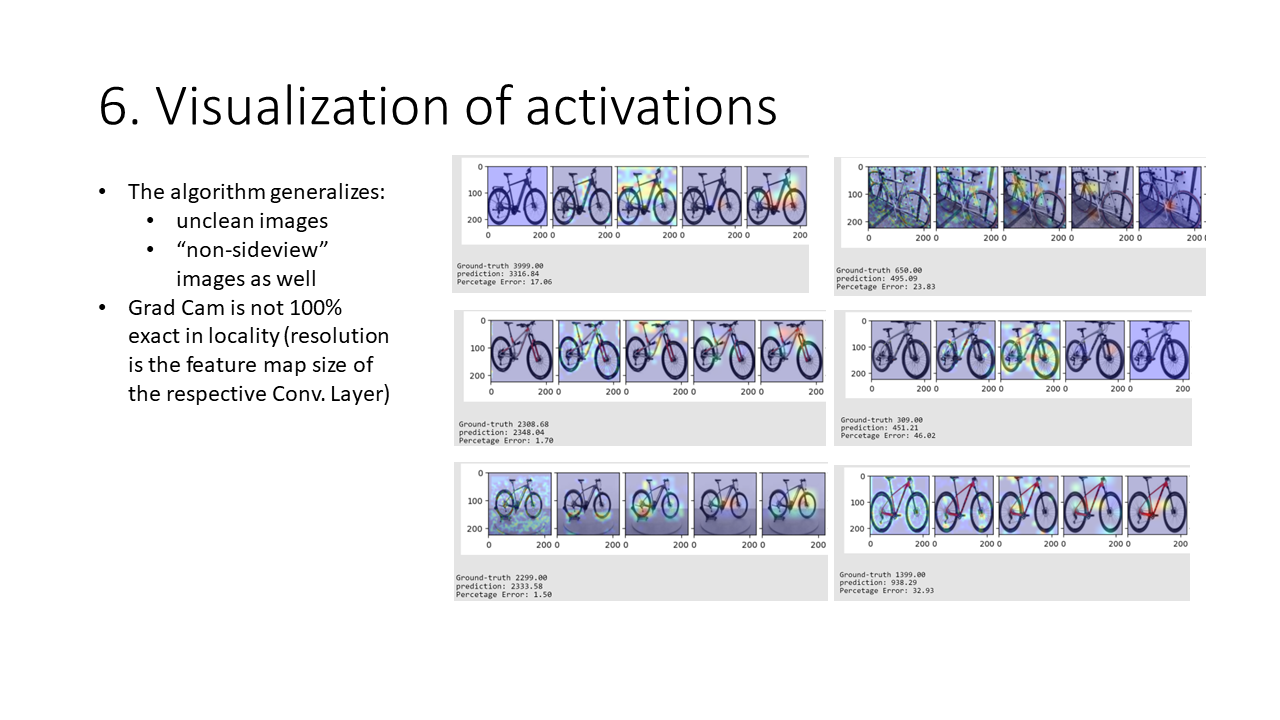 6. Visualization of activations
• The algorithm generalizes:
• unclean images
• “non-sideview”
images as well
• Grad Cam is not 100%
exact in locality (resolution
is the feature map size of
the respective Conv. Layer)
0
100
200
0 200 0 200 0 200 0 200 0 200
Ground-truth 3999.00
prediction: 3316.84
Percetage Error: 17.06
0
100
200
0 200 0 200 0 200 0 200 0 200
Ground-truth 650.00
prediction: 495.09
Percetage Error: 23.83
0
100
200
0 200 0 200 0 200 0 200 0 200
Ground-truth 2308.68
prediction: 2348.04
Percetage Error: 1.70
0
100
200
0 200 0 200 0 200 0 200 0 200
Ground-truth 309.00
prediction: 451.21
Percetage Error: 46.02
0
100
200
0 200 0 200 0 200 0 200 0 200
Ground-truth 2299.00
prediction: 2333.58
Percetage Error: 1.50
0
100
200
0 200 0 200 0 200 0 200 0 200
Ground-truth 1399.00
prediction: 938.29
Percetage Error: 32.93